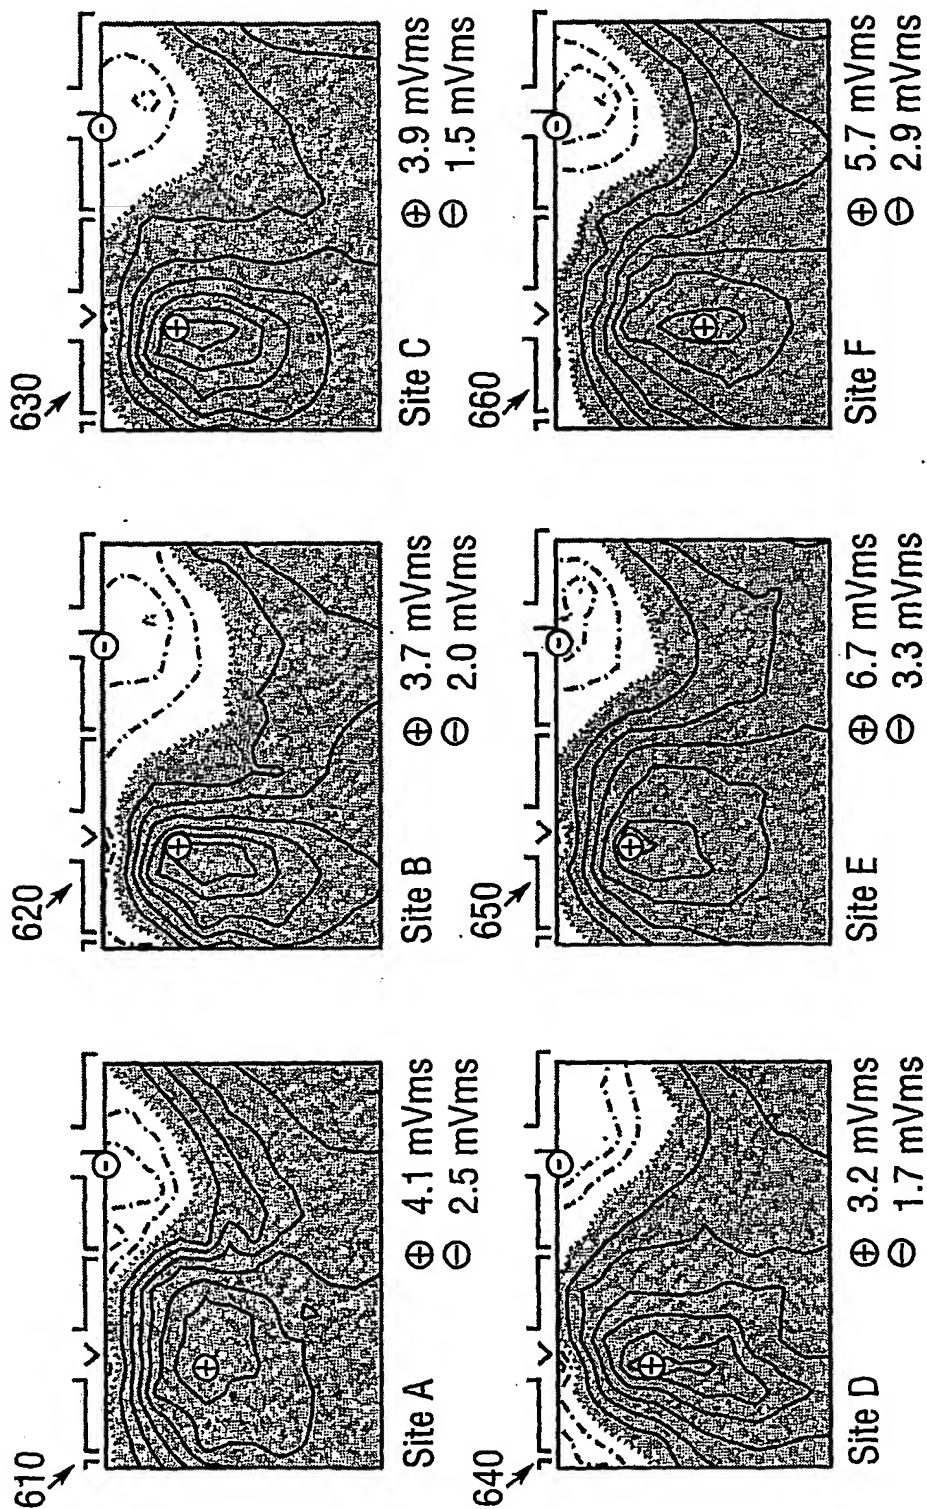 610
Site A
⊕ 4.1 mVms
⊖ 2.5 mVms
620
Site B
⊕ 3.7 mVms
⊖ 2.0 mVms
630
Site C
⊕ 3.9 mVms
⊖ 1.5 mVms
640
Site D
⊕ 3.2 mVms
⊖ 1.7 mVms
650
Site E
⊕ 6.7 mVms
⊖ 3.3 mVms
660
Site F
⊕ 5.7 mVms
⊖ 2.9 mVms